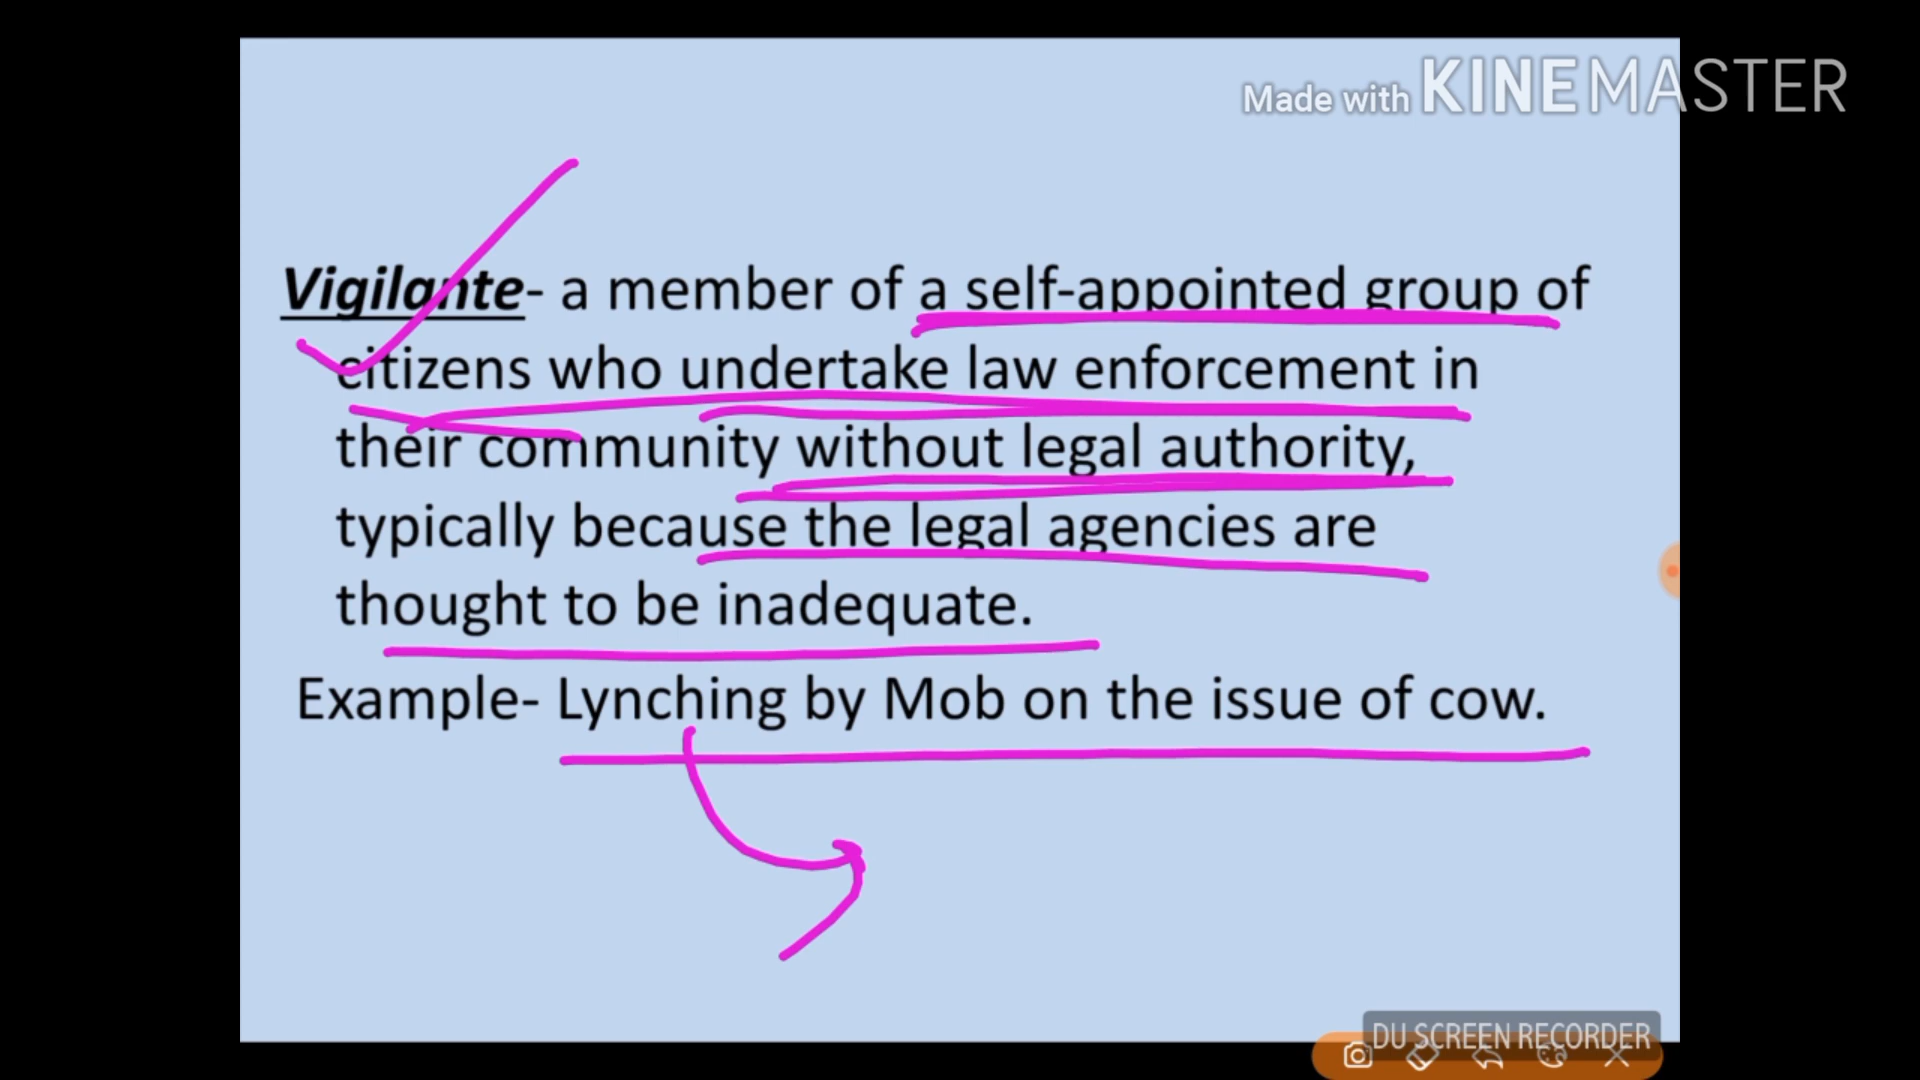 Made with KINEMASTER
Vigilante- a member of a self-appointed group of
citizens who undertake law enforcement in
their community without legal authority,
typically because the legal agencies are
thought to be inadequate.
Example- Lynching by Mob on the issue of cow.
DU SCREEN RECORDER